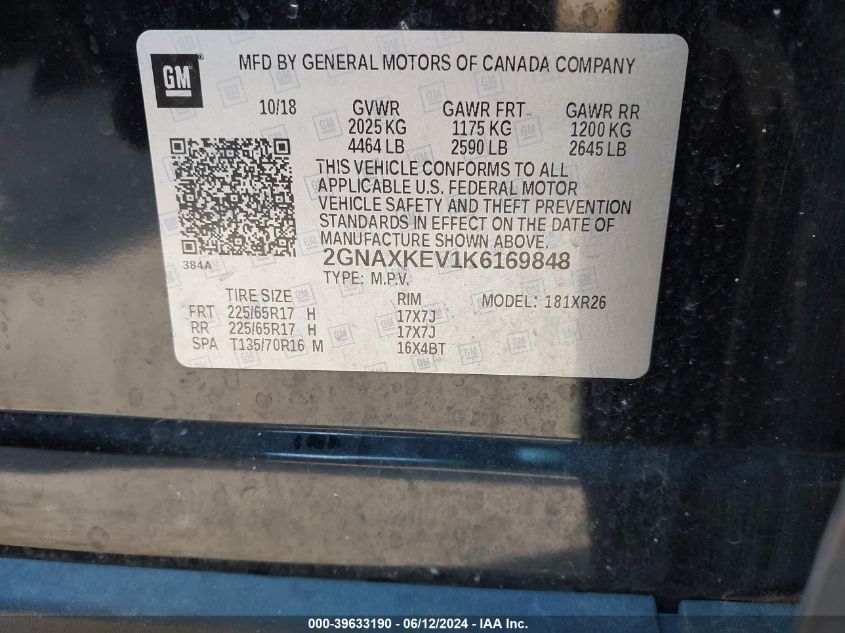 GM
MFD BY GENERAL MOTORS OF CANADA COMPANY
10/18 GVWR GAWR FRT GAWR RR
2025 KG 1175 KG 1200 KG
4464 LB 2590 LB 2645 LB
THIS VEHICLE CONFORMS TO ALL
APPLICABLE U.S. FEDERAL MOTOR
VEHICLE SAFETY AND THEFT PREVENTION
STANDARDS IN EFFECT ON THE DATE OF
MANUFACTURE SHOWN ABOVE.
384A
2GNAXKEV1K6169848
TYPE: M.P.V.
TIRE SIZE RIM MODEL: 181XR26
FRT 225/65R17 H 17X7J
RR 225/65R17 H 17X7J
SPA T135/70R16 M 16X4BT
000-39633190 - 06/12/2024 - IAAI.com